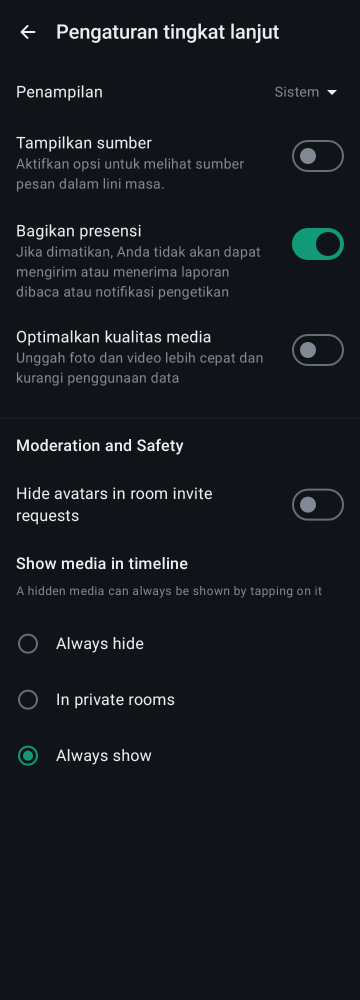 Pengaturan tingkat lanjut
Penampilan
Sistem
Tampilkan sumber
Aktifkan opsi untuk melihat sumber
pesan dalam lini masa.
Bagikan presensi
Jika dimatikan, Anda tidak akan dapat
mengirim atau menerima laporan
dibaca atau notifikasi pengetikan
Optimalkan kualitas media
Unggah foto dan video lebih cepat dan
kurangi penggunaan data
Moderation and Safety
Hide avatars in room invite
requests
Show media in timeline
A hidden media can always be shown by tapping on it
Always hide
In private rooms
Always show